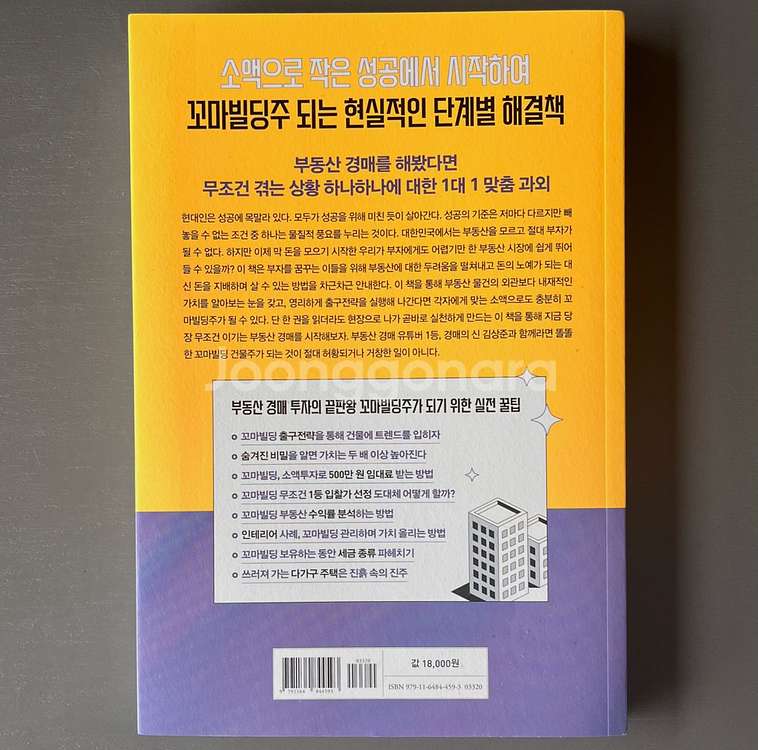 소액으로 작은 성공에서 시작하여
꼬마빌딩주 되는 현실적인 단계별 해결책
부동산 경매를 해봤다면
무조건 겪는 상황 하나하나에 대한 1대 1 맞춤 과외
현대인은 성공에 목말라 있다. 모두가 성공을 위해 미친 듯이 살아간다. 성공의 기준은 저마다 다르지만 빼
놓을 수 없는 조건 중 하나는 물질적 풍요를 누리는 것이다. 대한민국에서는 부동산을 모르고 절대 부자가
될 수 없다. 하지만 이제 막 돈을 모으기 시작한 우리가 부자에게도 어렵기만 한 부동산 시장에 쉽게 뛰어
들 수 있을까? 이 책은 부자를 꿈꾸는 이들을 위해 부동산에 대한 두려움을 떨쳐내고 돈의 노예가 되는 대
신 돈을 지배하며 살 수 있는 방법을 차근차근 안내한다. 이 책을 통해 부동산 물건의 외관보다 내재적인
가치를 알아보는 눈을 갖고, 영리하게 출구전략을 실행해 나간다면 각자에게 맞는 소액으로도 충분히 꼬
마빌딩주가 될 수 있다. 단 한 권을 읽더라도 현장으로 나가 곧바로 실천하게 만드는 이 책을 통해 지금 당
장 무조건 이기는 부동산 경매를 시작해보자. 부동산 경매 유튜버 1등, 경매의 신 김상준과 함께라면 똘똘
한 꼬마빌딩 건물주가 되는 것이 절대 허황되거나 거창한 일이 아니다.
Joonggonara
부동산 경매 투자의 끝판왕 꼬마빌딩주가 되기 위한 실전 꿀팁
꼬마빌딩 출구전략을 통해 건물에 트렌드를 입히자
숨겨진 비밀을 알면 가치는 두 배 이상 높아진다
꼬마빌딩, 소액투자로 500만 원 임대료 받는 방법
꼬마빌딩 무조건 1등 입찰가 선정 도대체 어떻게 할까?
꼬마빌딩 부동산 수익률 분석하는 방법
인테리어 사례, 꼬마빌딩 관리하며 가치 올리는 방법
꼬마빌딩 보유하는 동안 세금 종류 파헤치기
쓰러져 가는 다가구 주택은 진흙 속의 진주
03320
9 791164 844593
값 18,000원
ISBN 979-11-6484-459-3 03320